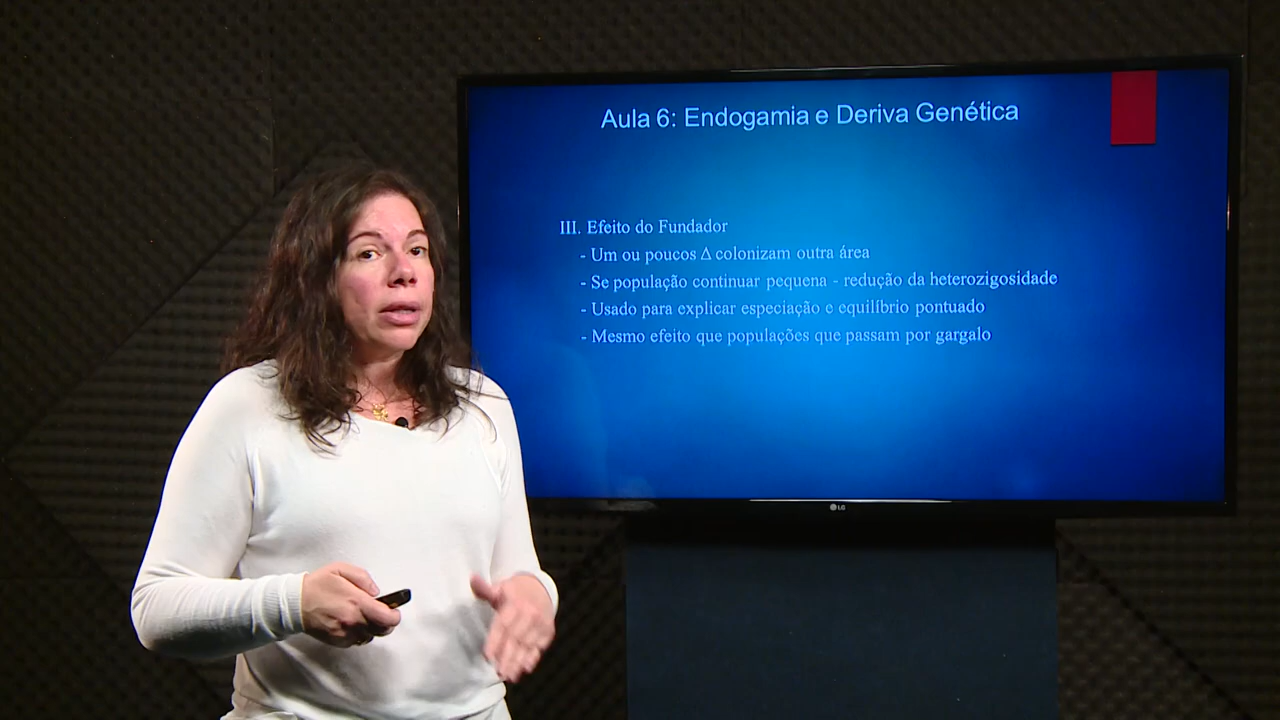 Aula 6: Endogamia e Deriva Genética
III. Efeito do Fundador
- Um ou poucos Δ colonizam outra área
- Se população continuar pequena - redução da heterozigosidade
- Usado para explicar especiação e equilíbrio pontuado
- Mesmo efeito que populações que passam por gargalo
LG